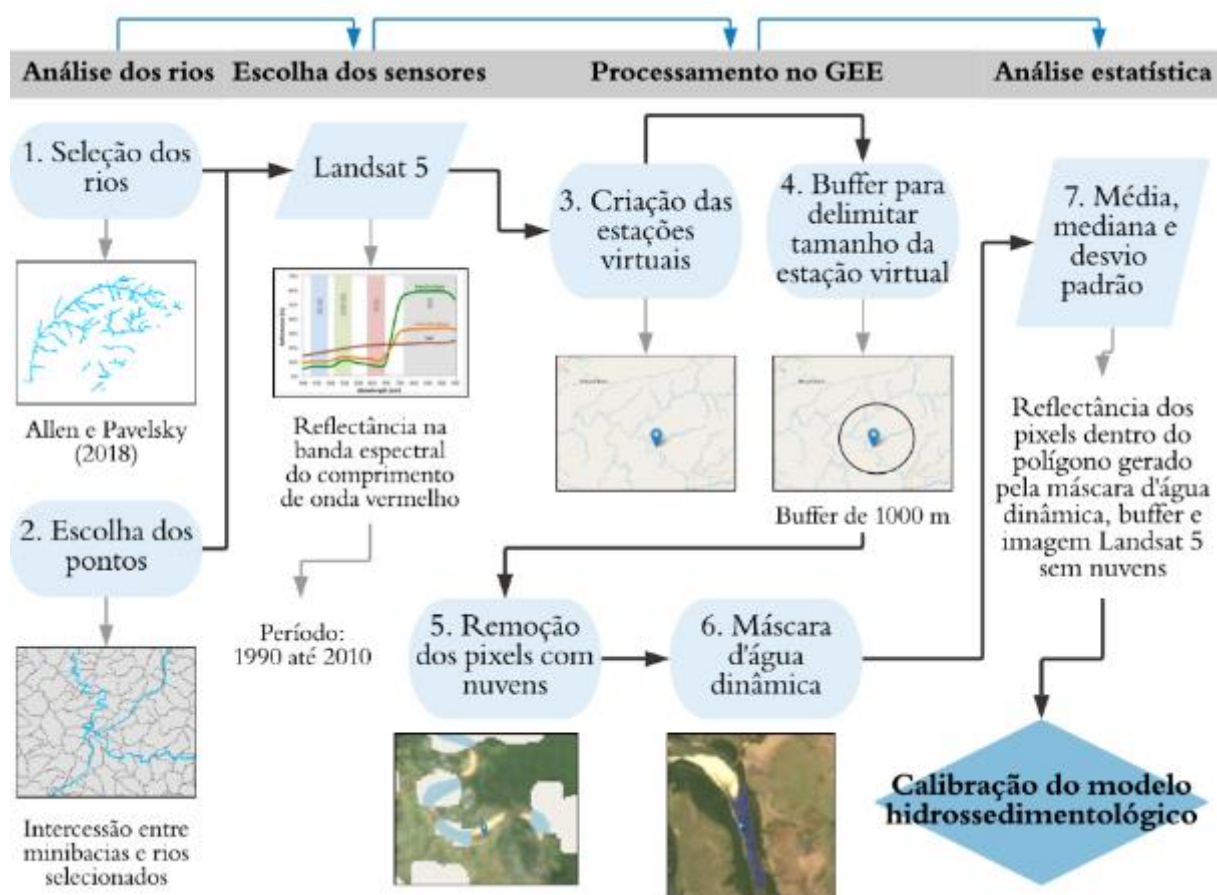 Análise dos rios
Escolha dos sensores
Processamento no GEE
Análise estatística
1. Seleção dos
rios
Allen e Pavelsky
(2018)
2. Escolha dos
pontos
Intercessão entre
minibacias e rios
selecionados
Landsat 5
Reflectância na
banda espectral
do comprimento
de onda vermelho
Período:
1990 até 2010
3. Criação das
estações
virtuais
4. Buffer para
delimitar
tamanho da
estação virtual
Buffer de 1000 m
5. Remoção
dos pixels com
nuvens
6. Máscara
d'água
dinâmica
7. Média,
mediana e
desvio
padrão
Reflectância dos
pixels dentro do
polígono gerado
pela máscara d'água
dinâmica, buffer e
imagem Landsat 5
sem nuvens
Calibração do modelo
hidrossedimentológico